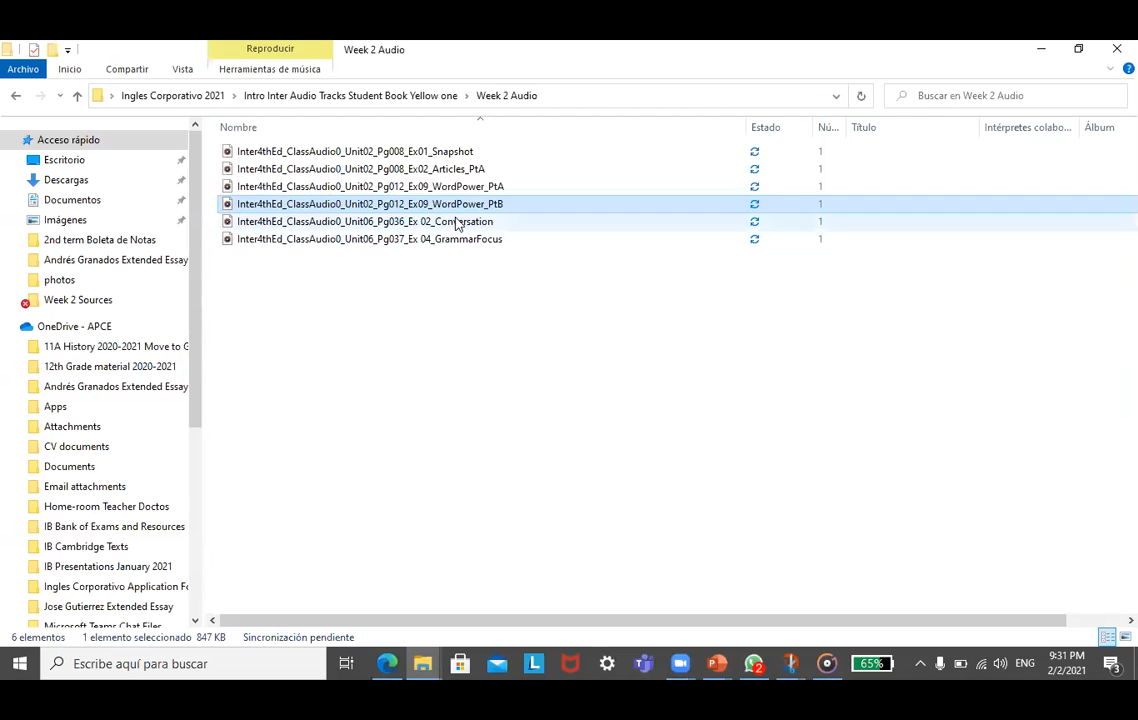 Reproducir
Week 2 Audio
Archivo
Inicio
Compartir
Vista
Herramientas de música
Ingles Corporativo 2021 > Intro Inter Audio Tracks Student Book Yellow one > Week 2 Audio
Buscar en Week 2 Audio
Nombre
Estado
Nú...
Título
Intérpretes colabo...
Álbum
Inter4thEd_ClassAudio0_Unit02_Pg008_Ex01_Snapshot 1
Inter4thEd_ClassAudio0_Unit02_Pg008_Ex02_Articles_PtA 1
Inter4thEd_ClassAudio0_Unit02_Pg012_Ex09_WordPower_PtA 1
Inter4thEd_ClassAudio0_Unit02_Pg012_Ex09_WordPower_PtB 1
Inter4thEd_ClassAudio0_Unit06_Pg036_Ex 02_Conversation 1
Inter4thEd_ClassAudio0_Unit06_Pg037_Ex 04_GrammarFocus 1
Acceso rápido
Escritorio
Descargas
Documentos
Imágenes
2nd term Boleta de Notas
Andrés Granados Extended Essay
photos
Week 2 Sources
OneDrive - APCE
11A History 2020-2021 Move to G
12th Grade material 2020-2021
Andrés Granados Extended Essay
Apps
Attachments
CV documents
Documents
Email attachments
Home-room Teacher Doctos
IB Bank of Exams and Resources
IB Cambridge Texts
IB Presentations January 2021
Ingles Corporativo Application Fo
Jose Gutierrez Extended Essay
Microsoft Teams Chat Files
6 elementos
1 elemento seleccionado 847 KB
Sincronización pendiente
Escribe aquí para buscar
2
65%
ENG
9:31 PM
2/2/2021
3